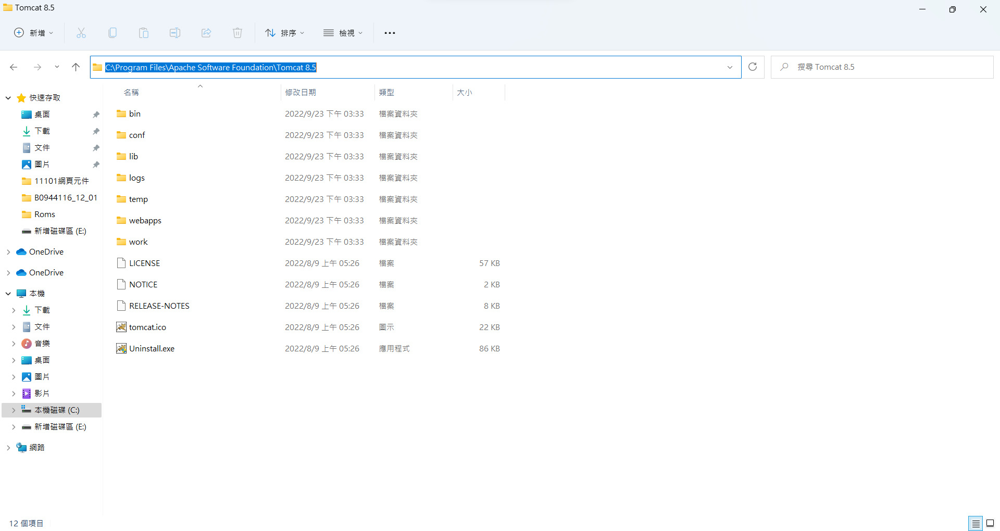 Tomcat 8.5
新增
排序
檢視
C:\Program Files\Apache Software Foundation\Tomcat 8.5
搜尋 Tomcat 8.5
名稱 修改日期 類型 大小
快速存取
桌面
下載
文件
圖片
11101網頁元件
B0944116_12_01
Roms
新增磁碟區 (E:)
OneDrive
OneDrive
本機
下載
文件
音樂
桌面
圖片
影片
本機磁碟 (C:)
新增磁碟區 (E:)
網路
bin 2022/9/23 下午 03:33 檔案資料夾
conf 2022/9/23 下午 03:33 檔案資料夾
lib 2022/9/23 下午 03:33 檔案資料夾
logs 2022/9/23 下午 03:33 檔案資料夾
temp 2022/9/23 下午 03:33 檔案資料夾
webapps 2022/9/23 下午 03:33 檔案資料夾
work 2022/9/23 下午 03:33 檔案資料夾
LICENSE 2022/8/9 上午 05:26 檔案 57 KB
NOTICE 2022/8/9 上午 05:26 檔案 2 KB
RELEASE-NOTES 2022/8/9 上午 05:26 檔案 8 KB
tomcat.ico 2022/8/9 上午 05:26 圖示 22 KB
Uninstall.exe 2022/8/9 上午 05:26 應用程式 86 KB
12 個項目